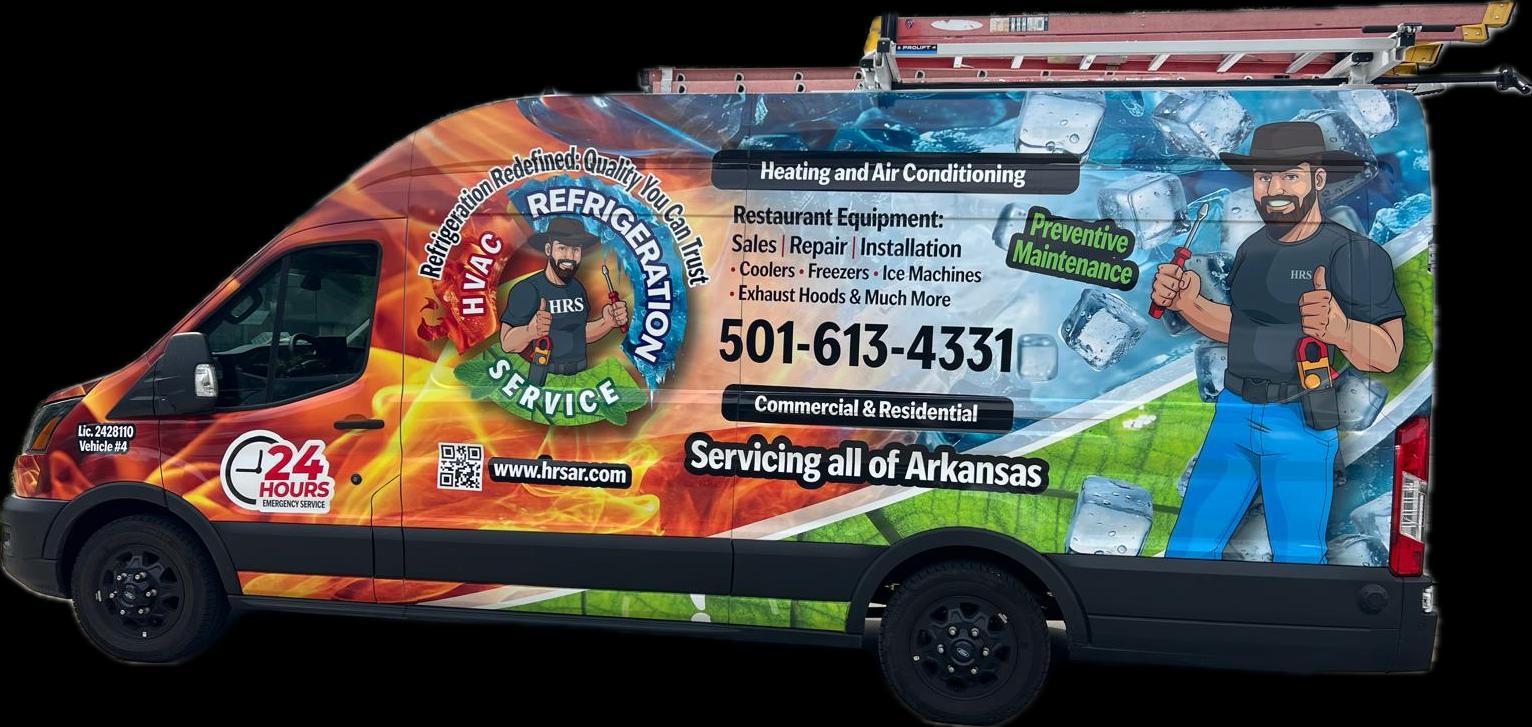 PROLIFT
Refrigeration Redefined: Quality You Can Trust
HVAC
REFRIGERATION
SERVICE
HRS
Heating and Air Conditioning
Restaurant Equipment:
Sales | Repair | Installation
• Coolers • Freezers • Ice Machines
• Exhaust Hoods & Much More
501-613-4331
Preventive
Maintenance
HRS
Commercial & Residential
Servicing all of Arkansas
www.hrsar.com
Lic. 2428110
Vehicle #4
24
HOURS
EMERGENCY SERVICE